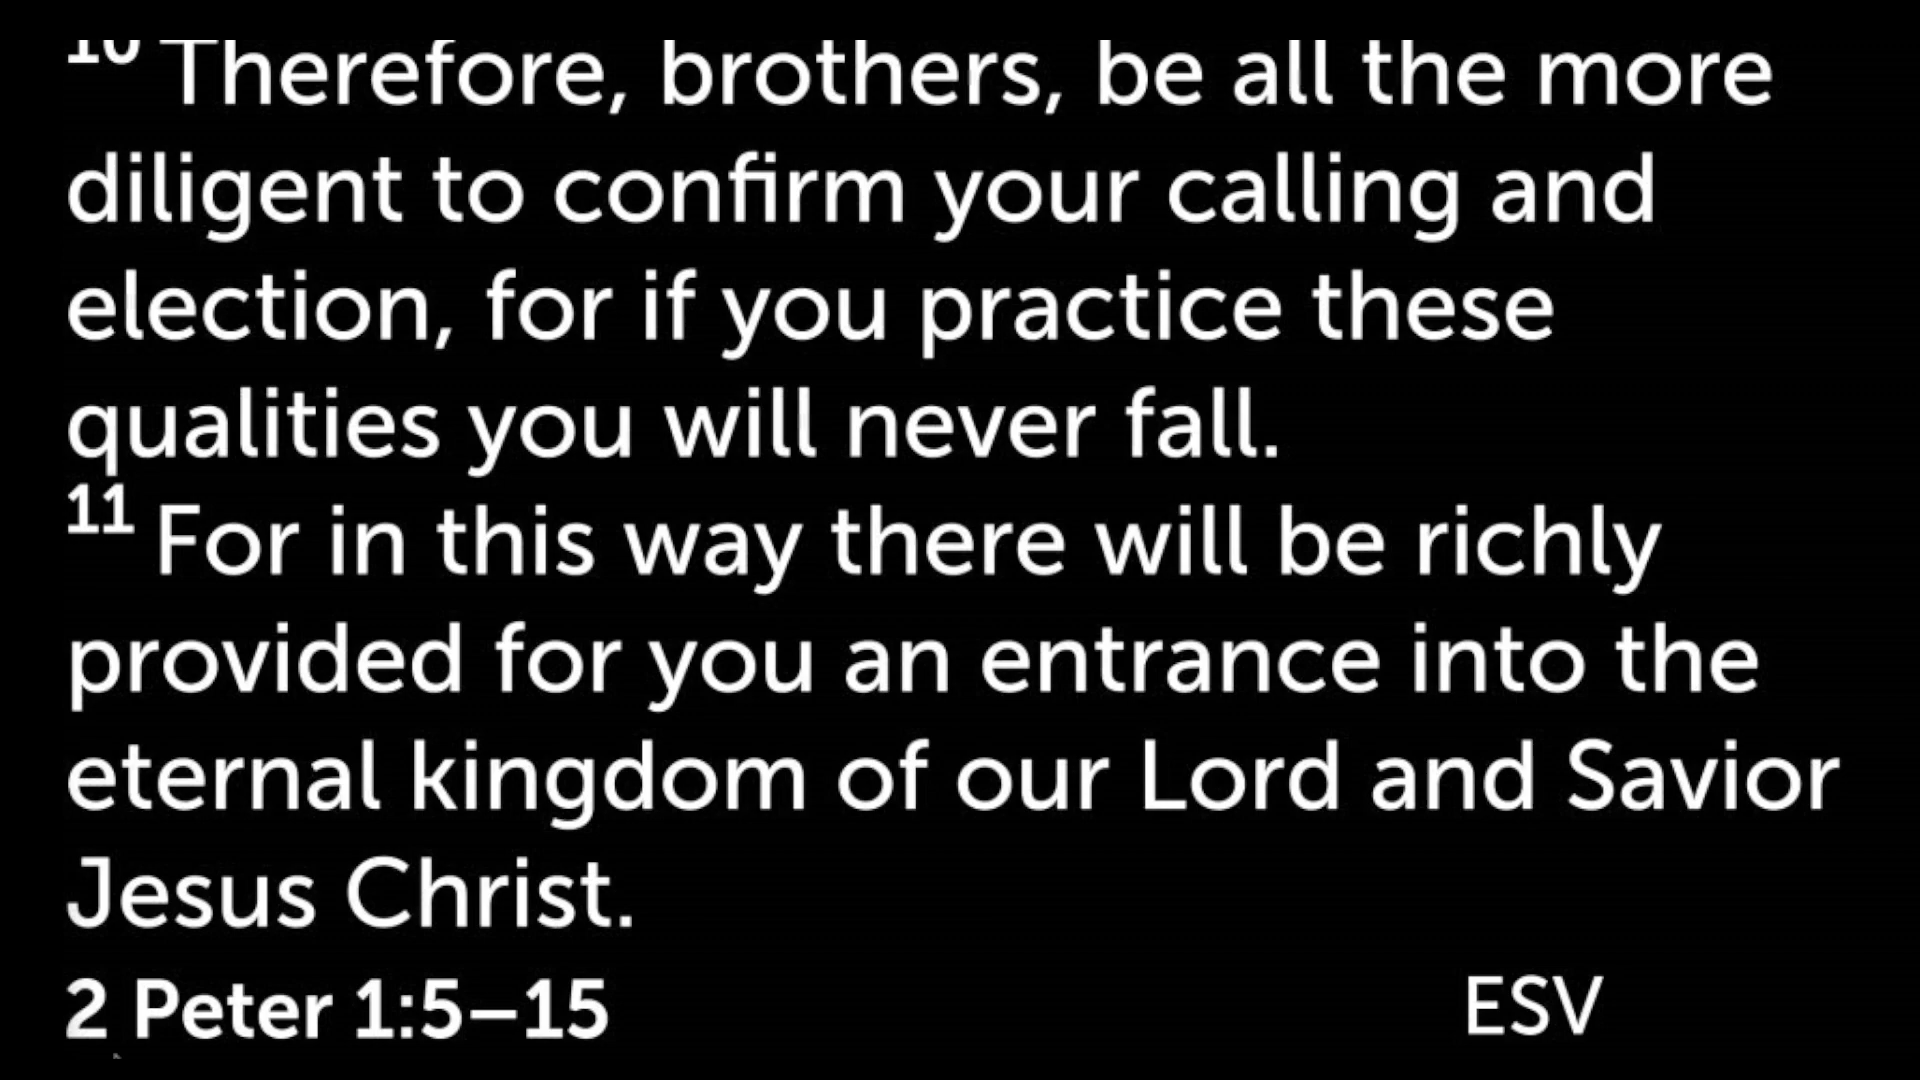 10 Therefore, brothers, be all the more
diligent to confirm your calling and
election, for if you practice these
qualities you will never fall.
11 For in this way there will be richly
provided for you an entrance into the
eternal kingdom of our Lord and Savior
Jesus Christ.
2 Peter 1:5–15 ESV